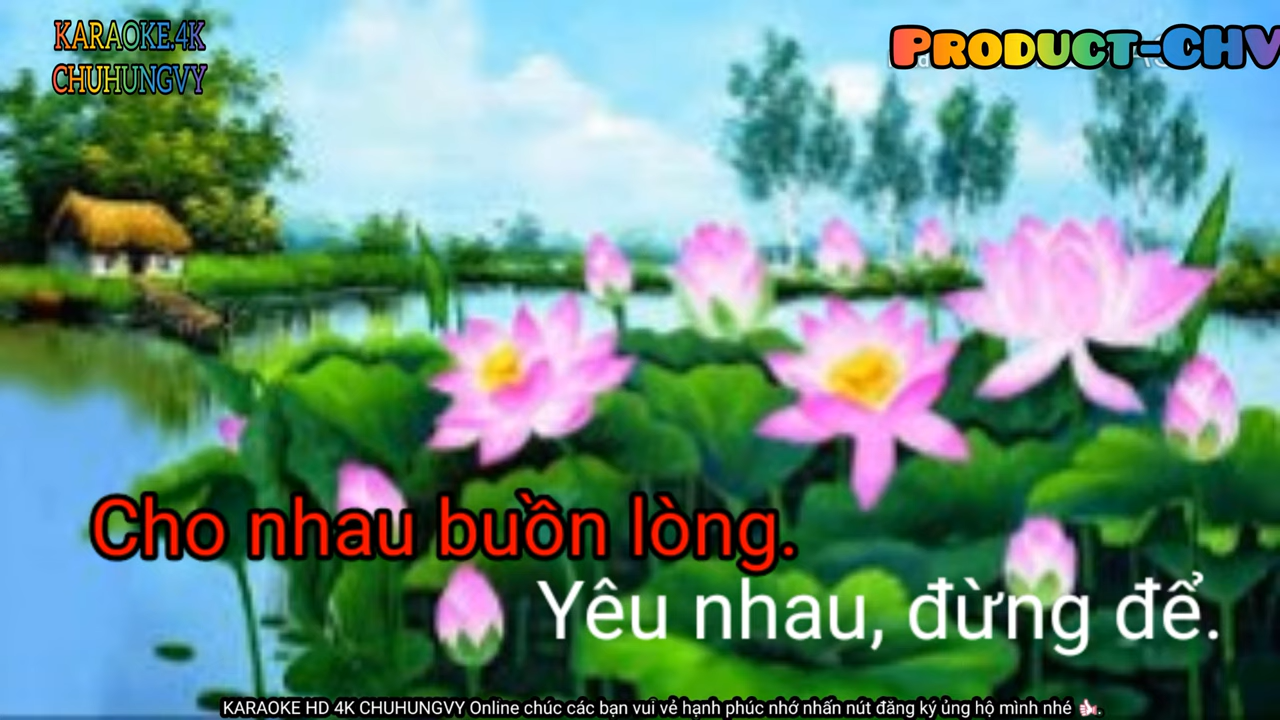 KARAOKE.4K
CHUHUNGVY
PRODUCT-CHV
Cho nhau buồn lòng.
Yêu nhau, đừng để.
KARAOKE HD 4K CHUHUNGVY Online chúc các bạn vui vẻ hạnh phúc nhớ nhấn nút đăng ký ủng hộ mình nhé 👍🏻.